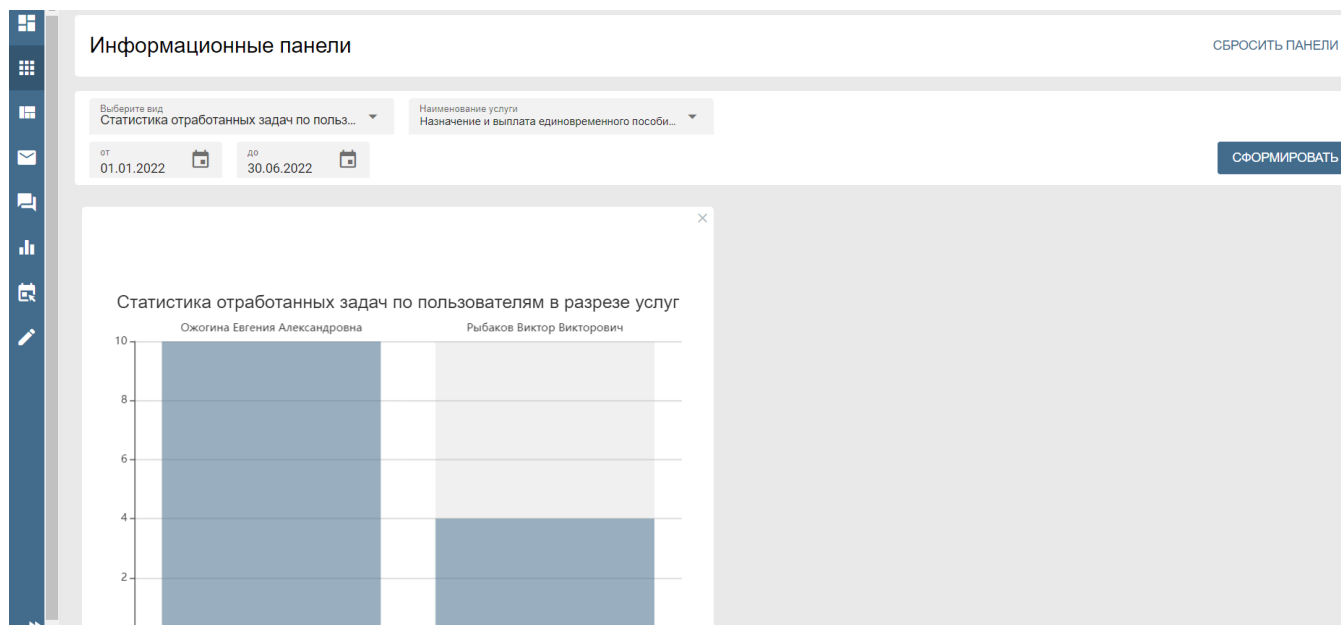 Информационные панели
СБРОСИТЬ ПАНЕЛИ
Выберите вид
Статистика отработанных задач по польз...
Наименование услуги
Назначение и выплата единовременного пособи...
от
01.01.2022
до
30.06.2022
СФОРМИРОВАТЬ
Статистика отработанных задач по пользователям в разрезе услуг
Ожогина Евгения Александровна
Рыбаков Виктор Викторович
10
8
6
4
2